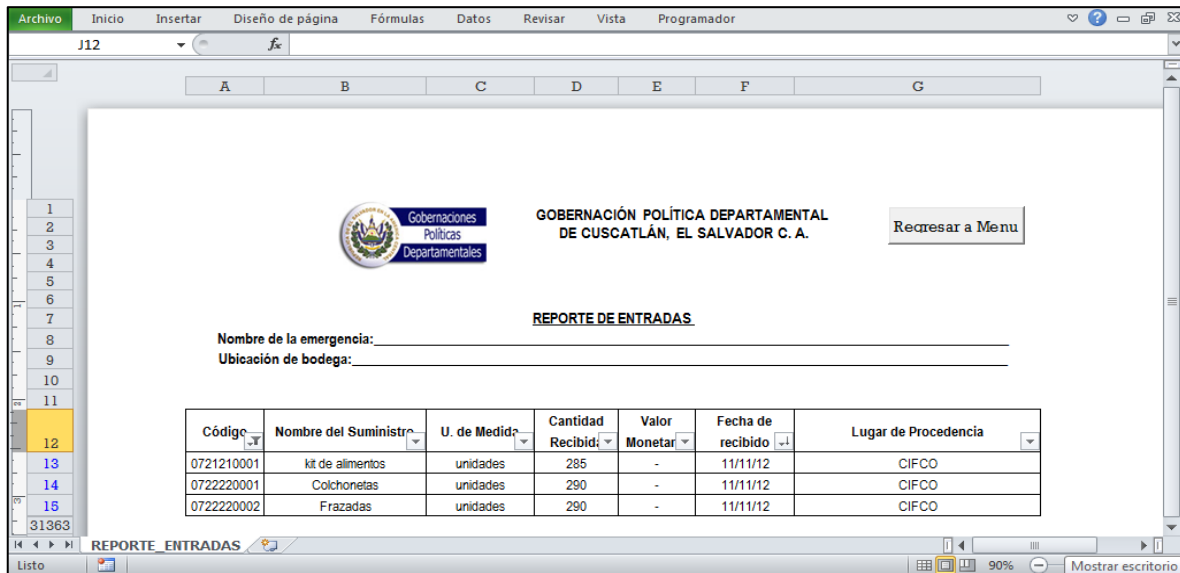 Archivo Inicio Insertar Diseño de página Fórmulas Datos Revisar Vista Programador
J12 fx
A B C D E F G
1
2
3
4
5
6
7
8
9
10
11
12
13
14
15
31363
Gobernaciones
Políticas
Departamentales
GOBERNACIÓN POLÍTICA DEPARTAMENTAL
DE CUSCATLÁN, EL SALVADOR C. A.
Regresar a Menu
REPORTE DE ENTRADAS
Nombre de la emergencia:
Ubicación de bodega:
Código Nombre del Suministro U. de Medida Cantidad Recibida Valor Monetar Fecha de recibido Lugar de Procedencia
0721210001 kit de alimentos unidades 285 - 11/11/12 CIFCO
0722220001 Colchonetas unidades 290 - 11/11/12 CIFCO
0722220002 Frazadas unidades 290 - 11/11/12 CIFCO
REPORTE_ENTRADAS
Listo 90% Mostrar escritorio